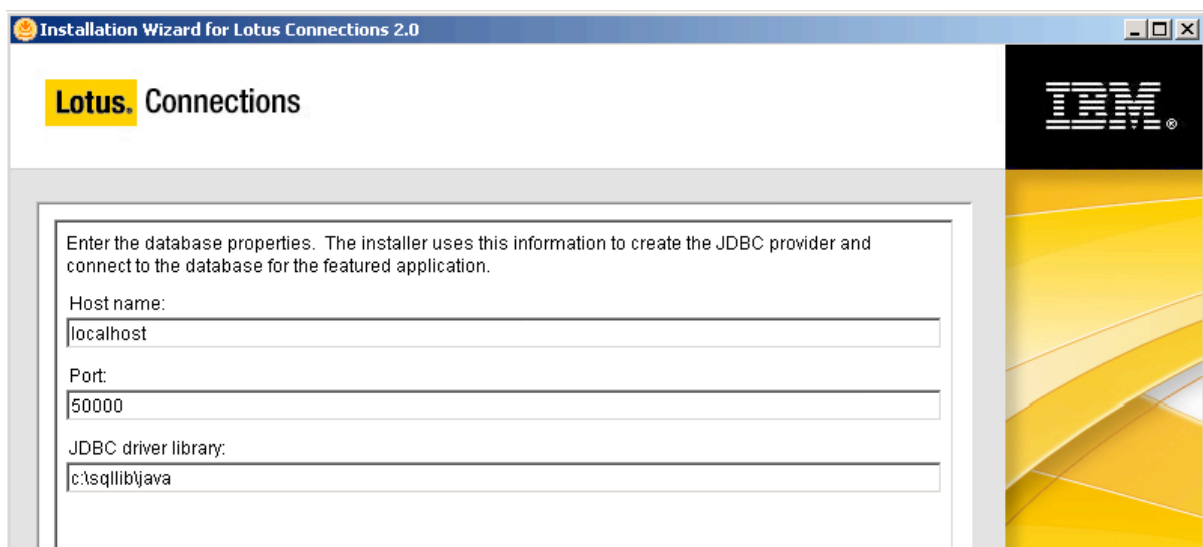 Installation Wizard for Lotus Connections 2.0
Lotus. Connections
IBM®
Enter the database properties. The installer uses this information to create the JDBC provider and
connect to the database for the featured application.
Host name:
localhost
Port:
50000
JDBC driver library:
c:\sqllib\java